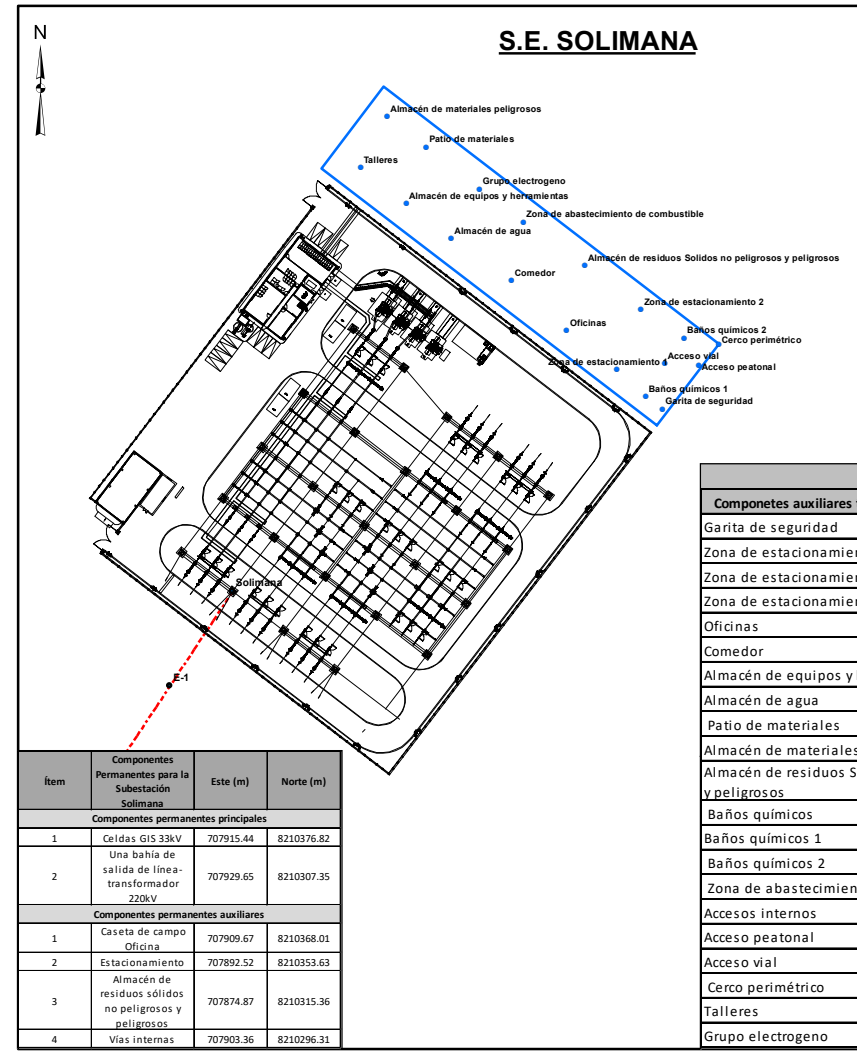 N
S.E. SOLIMANA
Almacén de materiales peligrosos
Patio de materiales
Talleres
Grupo electrogeno
Almacén de equipos y herramientas
Zona de abastecimiento de combustible
Almacén de agua
Almacén de residuos Solidos no peligrosos y peligrosos
Comedor
Zona de estacionamiento 2
Oficinas
Baños químicos 2
Cerco perimétrico
Acceso vial
Zona de estacionamiento 1
Acceso peatonal
Baños químicos 1
Garita de seguridad
Solimana
E-1
Ítem
Componentes
Permanentes para la
Subestación
Solimana
Este (m)
Norte (m)
Componentes permanentes principales
1 Celdas GIS 33kV 707915.44 8210376.82
2
Una bahía de
salida de línea-
transformador
220kV
707929.65 8210307.35
Componentes permanentes auxiliares
1
Caseta de campo
Oficina
707909.67 8210368.01
2 Estacionamiento 707892.52 8210353.63
3
Almacén de
residuos sólidos
no peligrosos y
peligrosos
707874.87 8210315.36
4 Vías internas 707903.36 8210296.31
Componetes auxiliares
Garita de seguridad
Zona de estacionamie
Zona de estacionamie
Zona de estacionamie
Oficinas
Comedor
Almacén de equipos y
Almacén de agua
Patio de materiales
Almacén de materiales
Almacén de residuos S
y peligrosos
Baños químicos
Baños químicos 1
Baños químicos 2
Zona de abastecimien
Accesos internos
Acceso peatonal
Acceso vial
Cerco perimétrico
Talleres
Grupo electrogeno